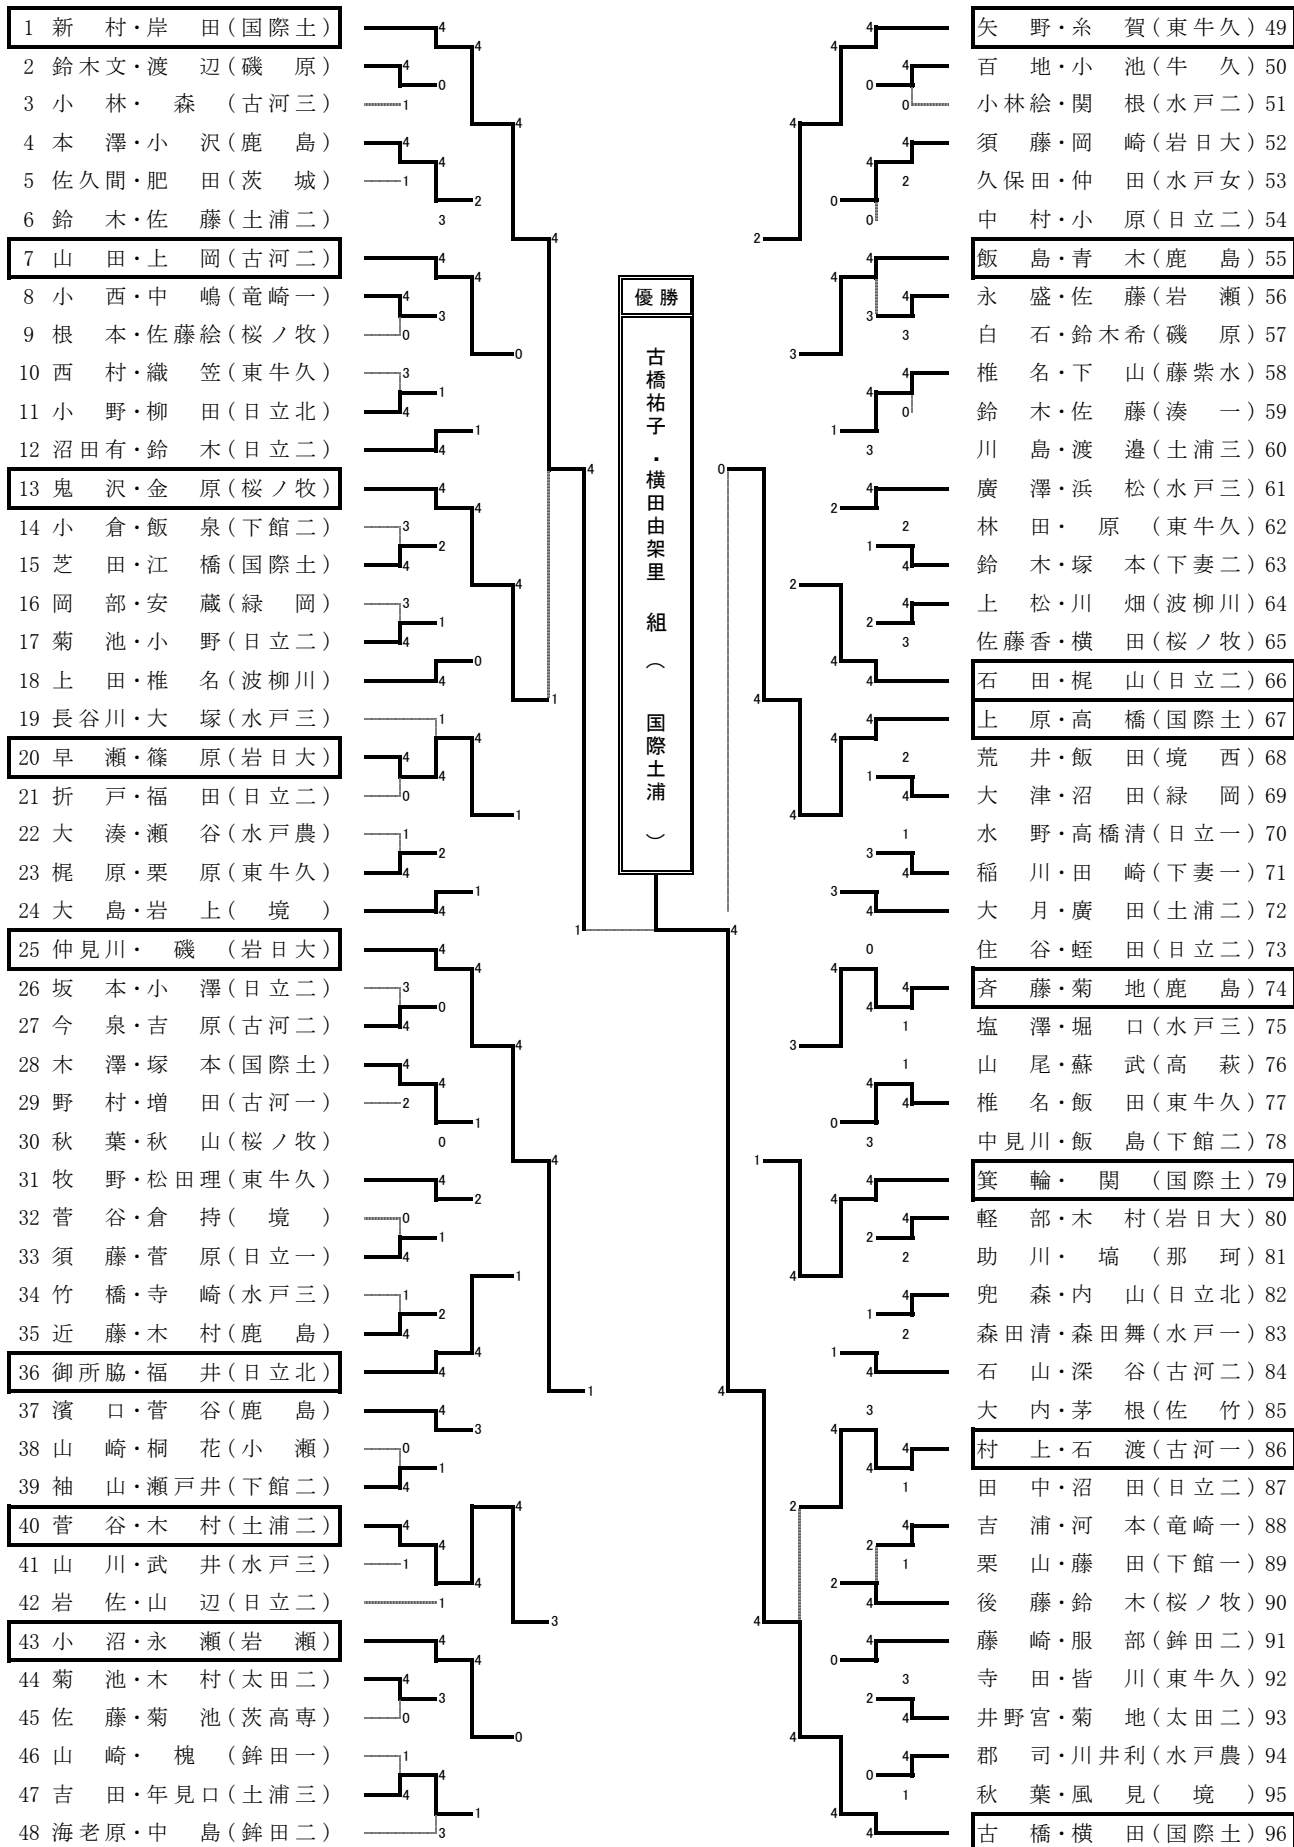 1 新 村・岸 田(国際土)
2 鈴木文・渡 辺(磯 原)
3 小 林・ 森 (古河三)
4 本 澤・小 沢(鹿 島)
5 佐久間・肥 田(茨 城)
6 鈴 木・佐 藤(土浦二)
7 山 田・上 岡(古河二)
8 小 西・中 嶋(竜崎一)
9 根 本・佐藤絵(桜ノ牧)
10 西 村・織 笠(東牛久)
11 小 野・柳 田(日立北)
12 沼田有・鈴 木(日立二)
13 鬼 沢・金 原(桜ノ牧)
14 小 倉・飯 泉(下館二)
15 芝 田・江 橋(国際土)
16 岡 部・安 蔵(緑 岡)
17 菊 池・小 野(日立二)
18 上 田・椎 名(波柳川)
19 長谷川・大 塚(水戸三)
20 早 瀬・篠 原(岩日大)
21 折 戸・福 田(日立二)
22 大 湊・瀬 谷(水戸農)
23 梶 原・栗 原(東牛久)
24 大 島・岩 上( 境 )
25 仲見川・ 磯 (岩日大)
26 坂 本・小 澤(日立二)
27 今 泉・吉 原(古河二)
28 木 澤・塚 本(国際土)
29 野 村・増 田(古河一)
30 秋 葉・秋 山(桜ノ牧)
31 牧 野・松田理(東牛久)
32 菅 谷・倉 持( 境 )
33 須 藤・菅 原(日立一)
34 竹 橋・寺 崎(水戸三)
35 近 藤・木 村(鹿 島)
36 御所脇・福 井(日立北)
37 濱 口・菅 谷(鹿 島)
38 山 崎・桐 花(小 瀬)
39 袖 山・瀬戸井(下館二)
40 菅 谷・木 村(土浦二)
41 山 川・武 井(水戸三)
42 岩 佐・山 辺(日立二)
43 小 沼・永 瀬(岩 瀬)
44 菊 池・木 村(太田二)
45 佐 藤・菊 池(茨高専)
46 山 崎・ 槐 (鉾田一)
47 吉 田・年見口(土浦三)
48 海老原・中 島(鉾田二)
優勝
古橋祐子・横田由架里 組 ( 国際土浦 )
矢 野・糸 賀(東牛久)49
百 地・小 池(牛 久)50
小林絵・関 根(水戸二)51
須 藤・岡 崎(岩日大)52
久保田・仲 田(水戸女)53
中 村・小 原(日立二)54
飯 島・青 木(鹿 島)55
永 盛・佐 藤(岩 瀬)56
白 石・鈴木希(磯 原)57
椎 名・下 山(藤紫水)58
鈴 木・佐 藤(湊 一)59
川 島・渡 邉(土浦三)60
廣 澤・浜 松(水戸三)61
林 田・ 原 (東牛久)62
鈴 木・塚 本(下妻二)63
上 松・川 畑(波柳川)64
佐藤香・横 田(桜ノ牧)65
石 田・梶 山(日立二)66
上 原・高 橋(国際土)67
荒 井・飯 田(境 西)68
大 津・沼 田(緑 岡)69
水 野・高橋清(日立一)70
稲 川・田 崎(下妻一)71
大 月・廣 田(土浦二)72
住 谷・蛭 田(日立二)73
斉 藤・菊 地(鹿 島)74
塩 澤・堀 口(水戸三)75
山 尾・蘇 武(高 萩)76
椎 名・飯 田(東牛久)77
中見川・飯 島(下館二)78
箕 輪・ 関 (国際土)79
軽 部・木 村(岩日大)80
助 川・ 塙 (那 珂)81
兜 森・内 山(日立北)82
森田清・森田舞(水戸一)83
石 山・深 谷(古河二)84
大 内・茅 根(佐 竹)85
村 上・石 渡(古河一)86
田 中・沼 田(日立二)87
吉 浦・河 本(竜崎一)88
栗 山・藤 田(下館一)89
後 藤・鈴 木(桜ノ牧)90
藤 崎・服 部(鉾田二)91
寺 田・皆 川(東牛久)92
井野宮・菊 地(太田二)93
郡 司・川井利(水戸農)94
秋 葉・風 見( 境 )95
古 橋・横 田(国際土)96